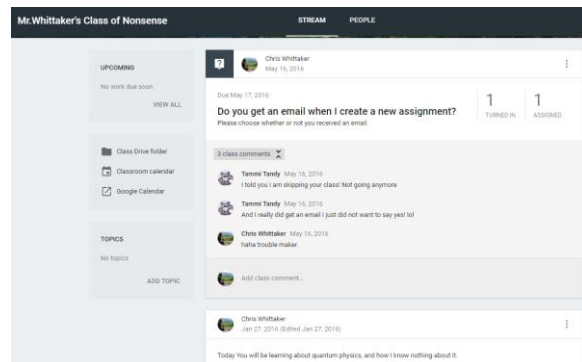 Mr.Whittaker's Class of Nonsense
STREAM
PEOPLE
UPCOMING
No work due soon
VIEW ALL
Class Drive folder
Classroom calendar
Google Calendar
TOPICS
No topics
ADD TOPIC
Chris Whittaker
May 16, 2016
Due May 17, 2016
Do you get an email when I create a new assignment?
Please choose whether or not you received an email.
1
TURNED IN
1
ASSIGNED
3 class comments
Tammi Tandy May 16, 2016
I told you I am skipping your class! Not going anymore
Tammi Tandy May 16, 2016
And I really did get an email I just did not want to say yes! lol
Chris Whittaker May 16, 2016
haha trouble maker.
Add class comment...
Chris Whittaker
Jan 27, 2016 (Edited Jan 27, 2016)
Today You will be learning about quantum physics, and how I know nothing about it.